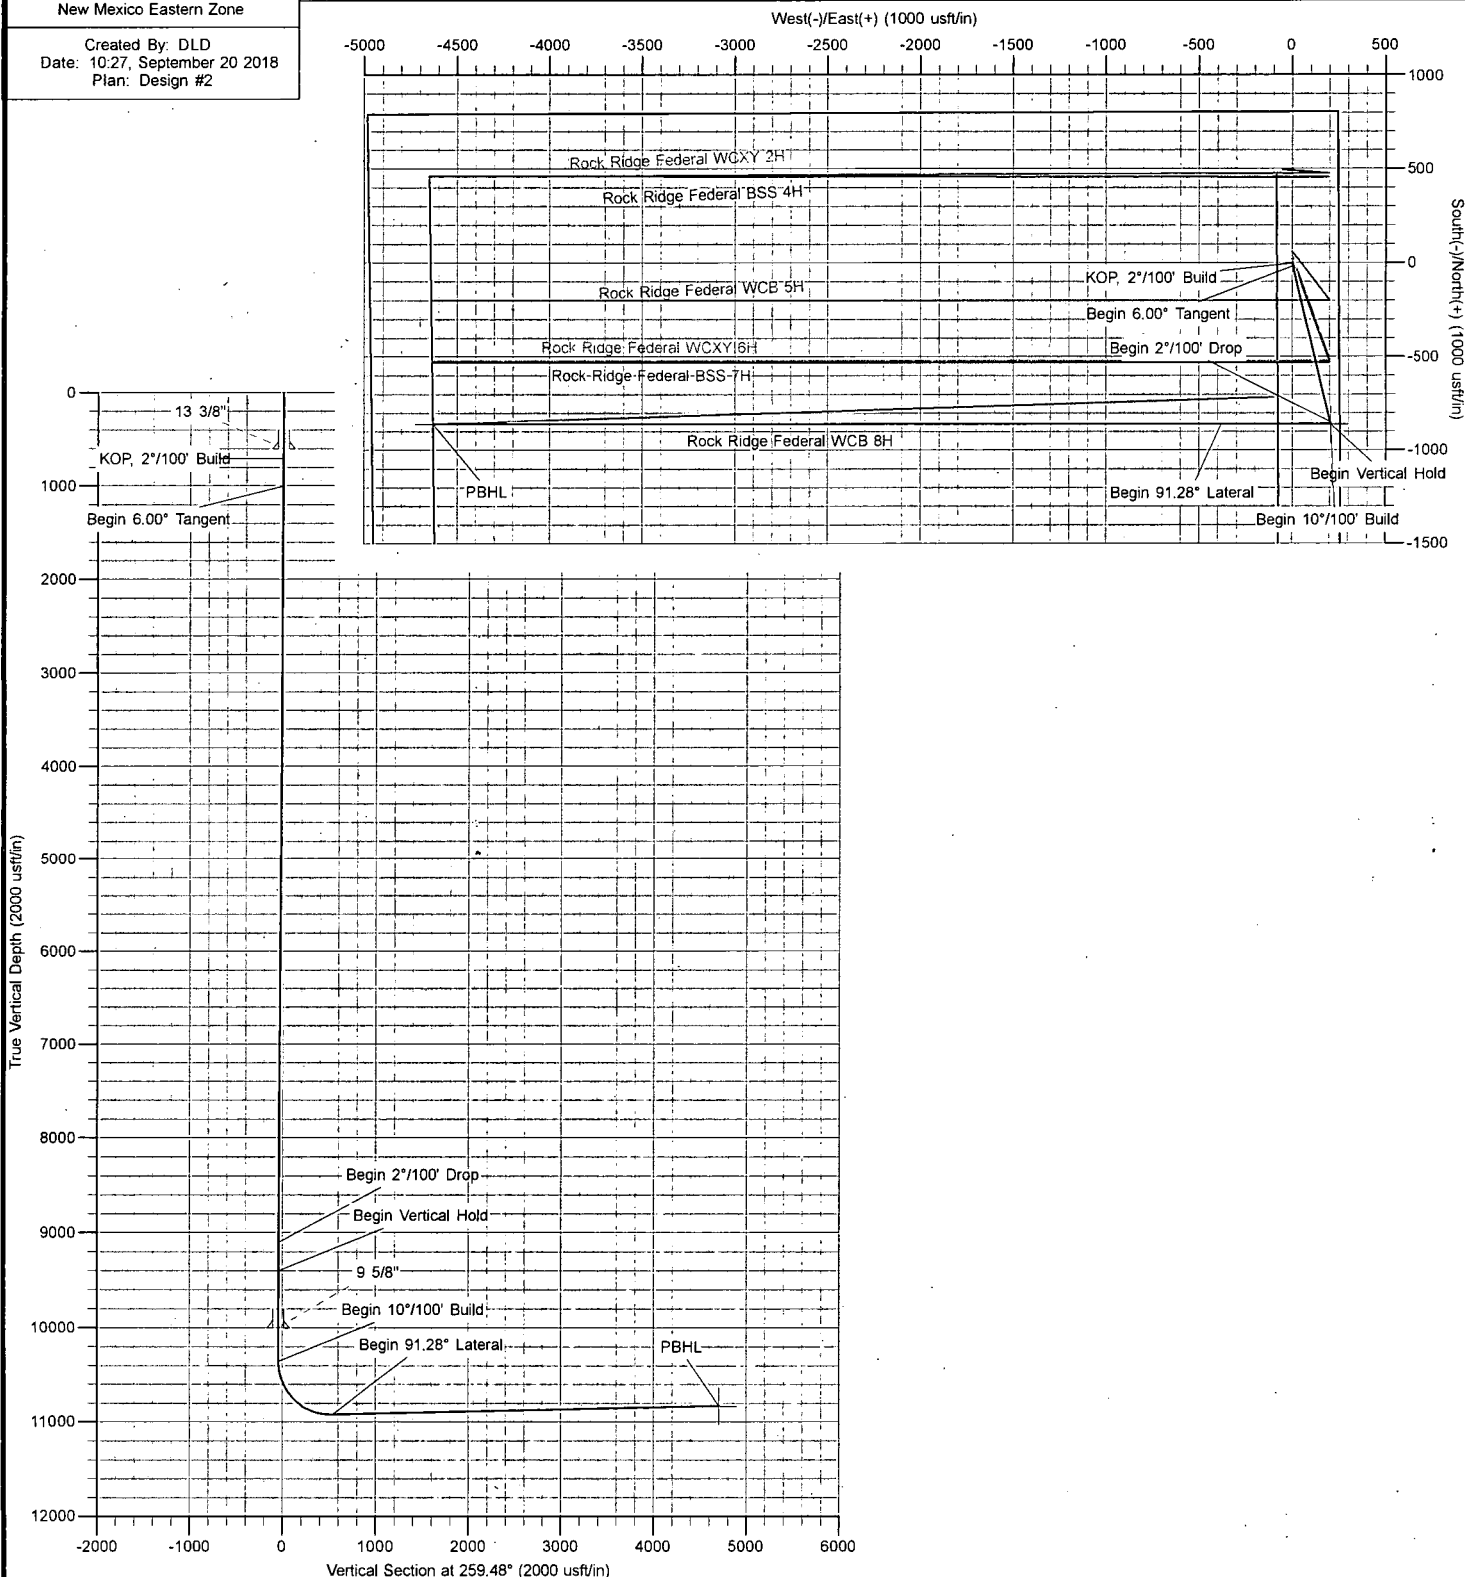 New Mexico Eastern Zone
Created By: DLD
Date: 10:27, September 20 2018
Plan: Design #2
West(-)/East(+) (1000 usft/in)
-5000 -4500 -4000 -3500 -3000 -2500 -2000 -1500 -1000 -500 0 500
1000
500
0
-500
-1000
-1500
South(-)/North(+) (1000 usft/in)
Rock Ridge Federal WCXY 2H
Rock Ridge Federal BSS 4H
KOP, 2°/100' Build
Rock Ridge Federal WCB 5H
Begin 6.00° Tangent
Rock Ridge Federal WCXY 6H
Begin 2°/100' Drop
Rock Ridge Federal BSS 7H
Rock Ridge Federal WCB 8H
Begin Vertical Hold
PBHL
Begin 91.28° Lateral
Begin 10°/100' Build
0
1000
2000
3000
4000
5000
6000
7000
8000
9000
10000
11000
12000
True Vertical Depth (2000 usft/in)
13 3/8"
KOP, 2°/100' Build
Begin 6.00° Tangent
Begin 2°/100' Drop
Begin Vertical Hold
9 5/8"
Begin 10°/100' Build
Begin 91.28° Lateral
PBHL
-2000 -1000 0 1000 2000 3000 4000 5000 6000
Vertical Section at 259.48° (2000 usft/in)